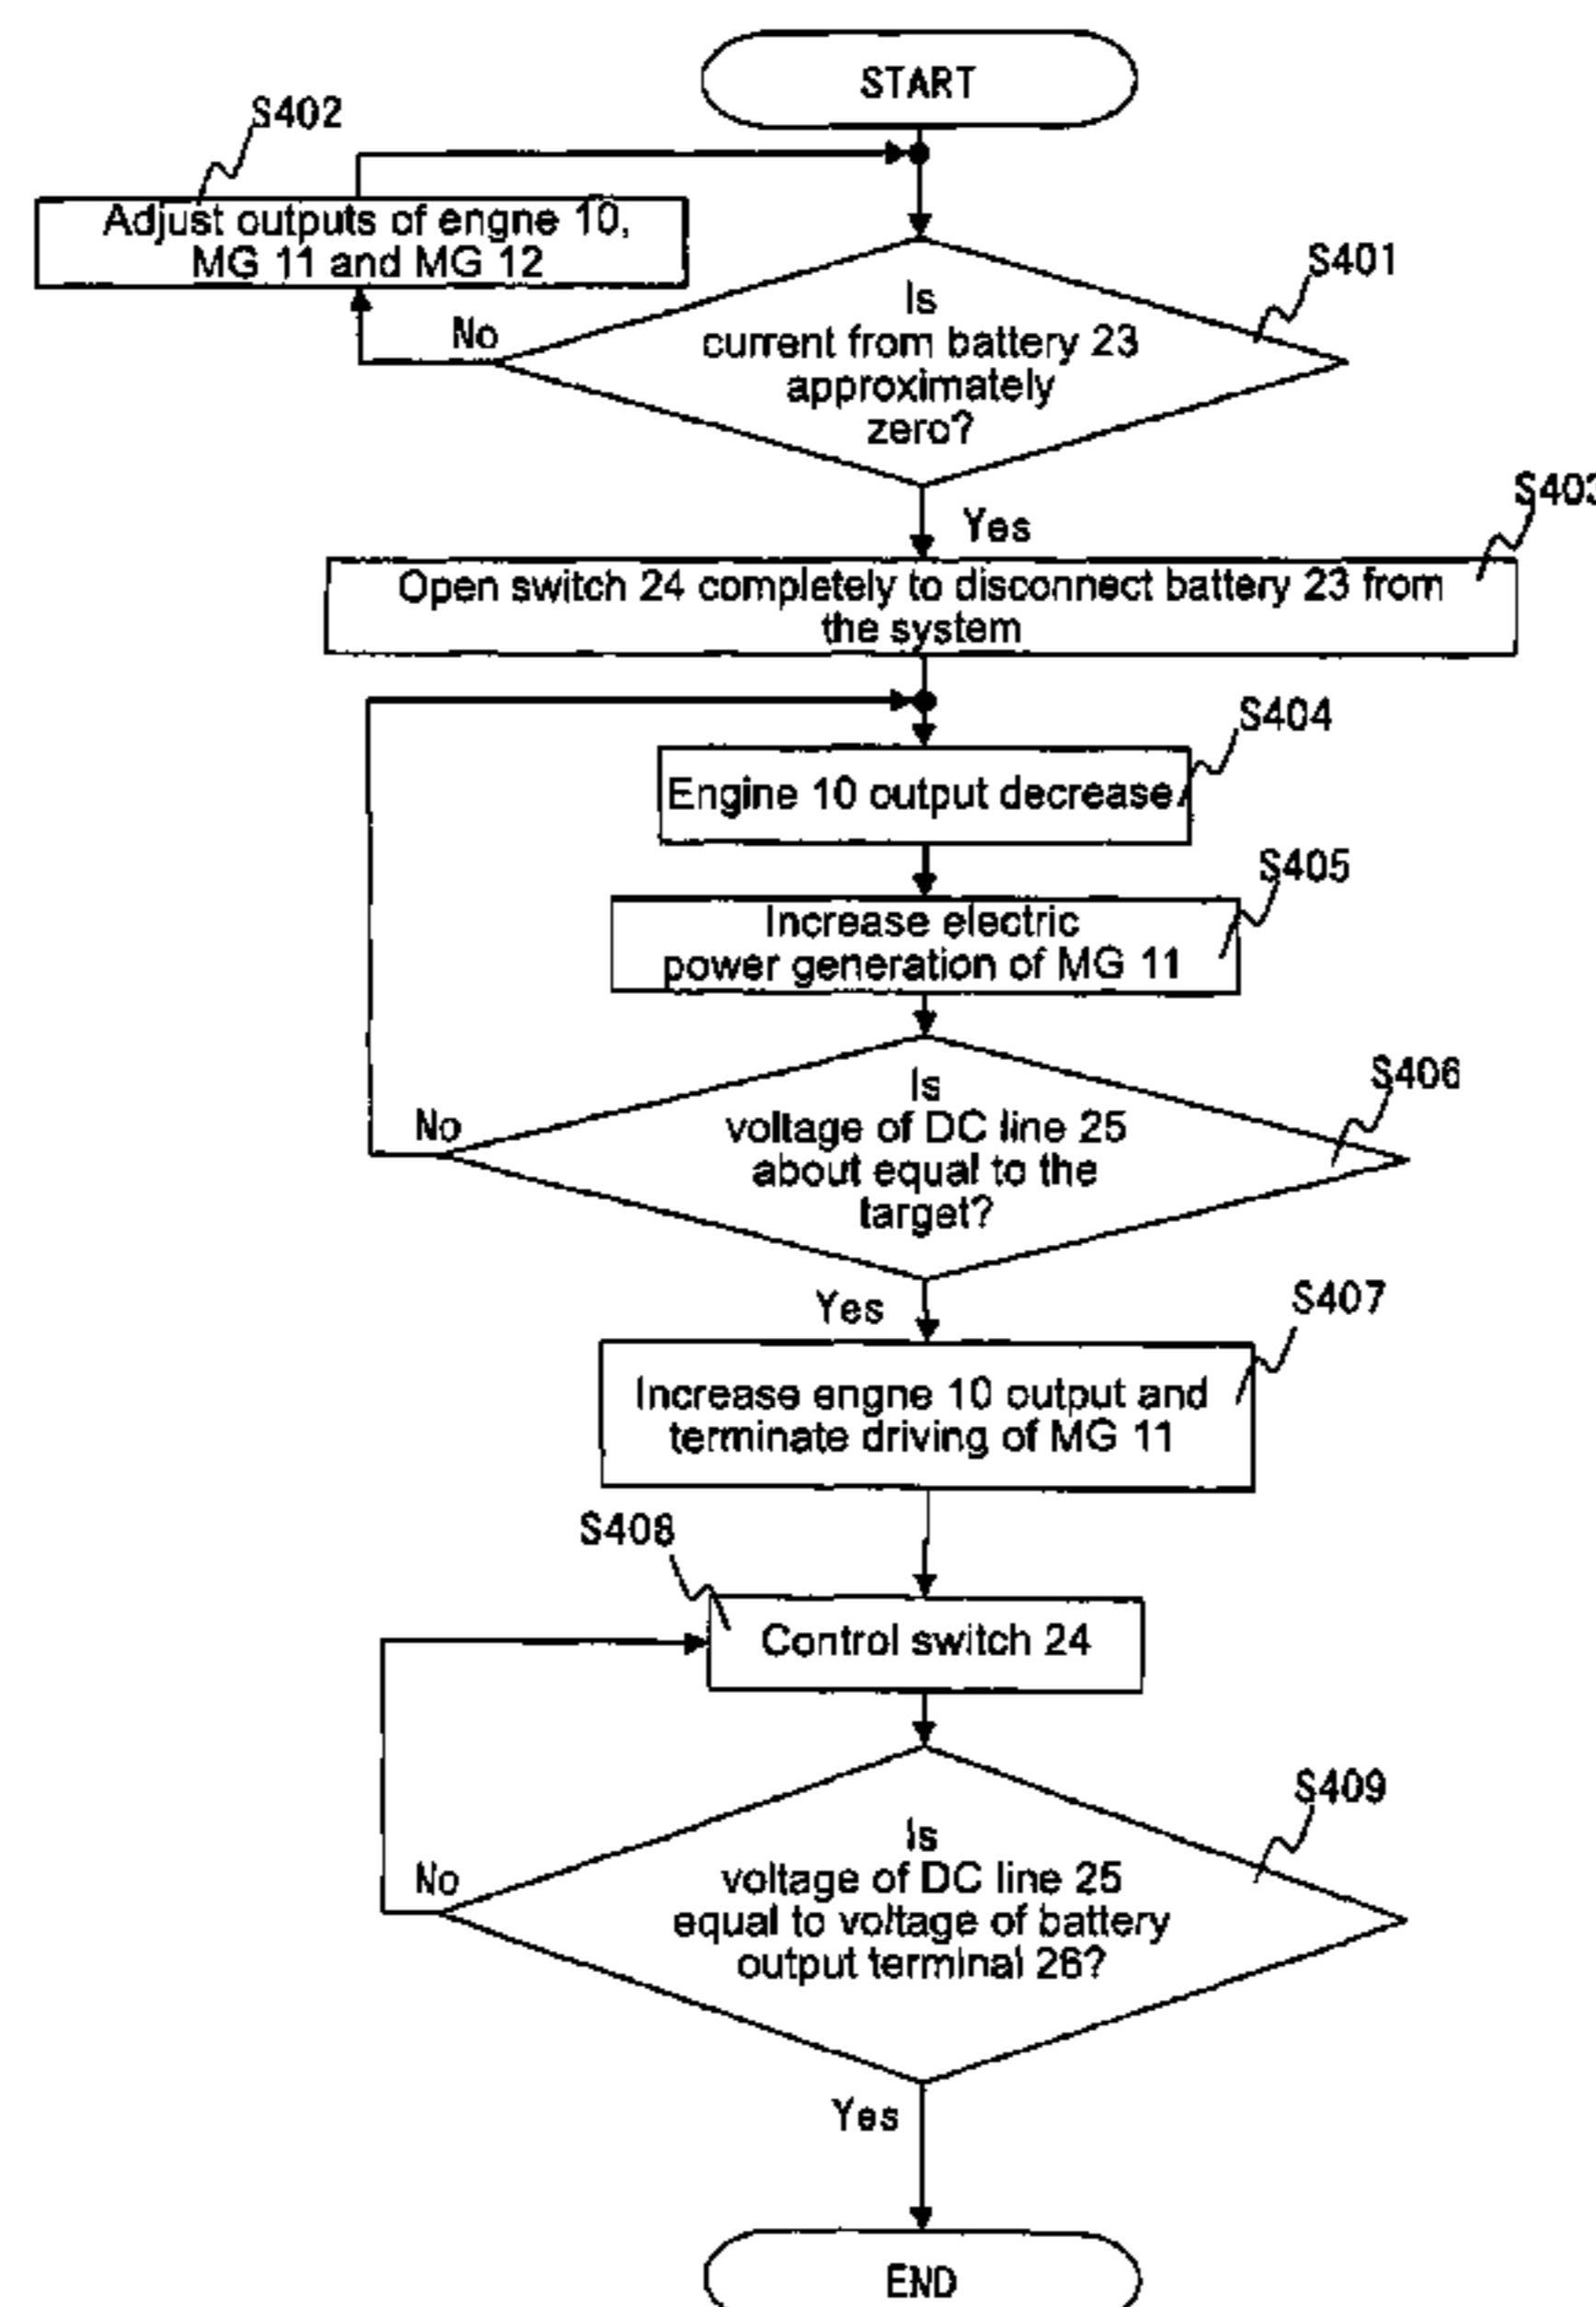 START
S402
Adjust outputs of engne 10,
MG 11 and MG 12
S401
Is
current from battery 23
approximately
zero?
No
Yes
S403
Open switch 24 completely to disconnect battery 23 from
the system
S404
Engine 10 output decrease
S405
Increase electric
power generation of MG 11
S406
Is
voltage of DC line 25
about equal to the
target?
No
Yes
S407
Increase engne 10 output and
terminate driving of MG 11
S408
Control switch 24
S409
Is
voltage of DC line 25
equal to voltage of battery
output terminal 26?
No
Yes
END